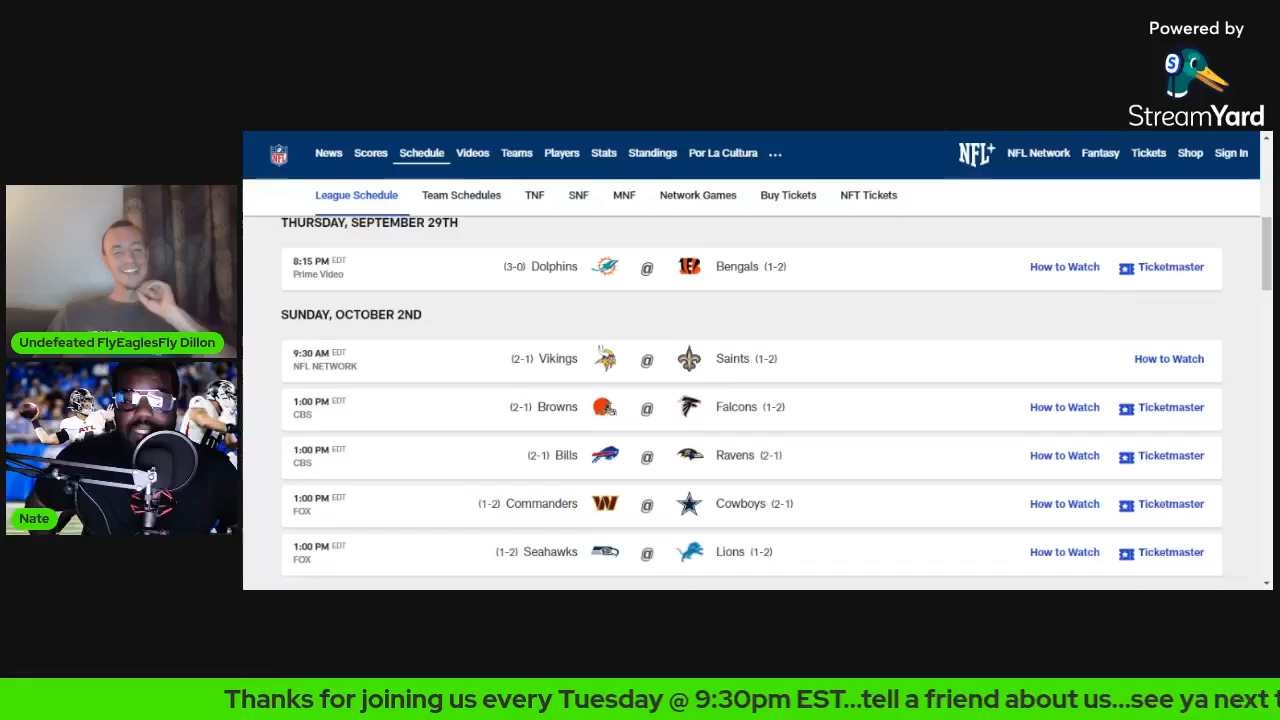 Powered by
StreamYard
News Scores Schedule Videos Teams Players Stats Standings Por La Cultura ... NFL+ NFL Network Fantasy Tickets Shop Sign In
League Schedule Team Schedules TNF SNF MNF Network Games Buy Tickets NFT Tickets
THURSDAY, SEPTEMBER 29TH
8:15 PM EDT
Prime Video
(3-0) Dolphins @ Bengals (1-2) How to Watch Ticketmaster
SUNDAY, OCTOBER 2ND
9:30 AM EDT
NFL NETWORK
(2-1) Vikings @ Saints (1-2) How to Watch
1:00 PM EDT
CBS
(2-1) Browns @ Falcons (1-2) How to Watch Ticketmaster
1:00 PM EDT
CBS
(2-1) Bills @ Ravens (2-1) How to Watch Ticketmaster
1:00 PM EDT
FOX
(1-2) Commanders @ Cowboys (2-1) How to Watch Ticketmaster
1:00 PM EDT
FOX
(1-2) Seahawks @ Lions (1-2) How to Watch Ticketmaster
Undefeated FlyEaglesFly Dillon
ATL
Nate
Thanks for joining us every Tuesday @ 9:30pm EST...tell a friend about us...see ya next